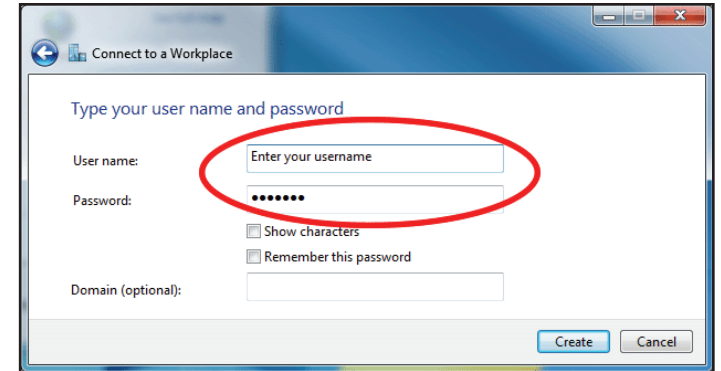 Connect to a Workplace
Type your user name and password
User name:
Enter your username
Password:
•••••••
Show characters
Remember this password
Domain (optional):
Create
Cancel